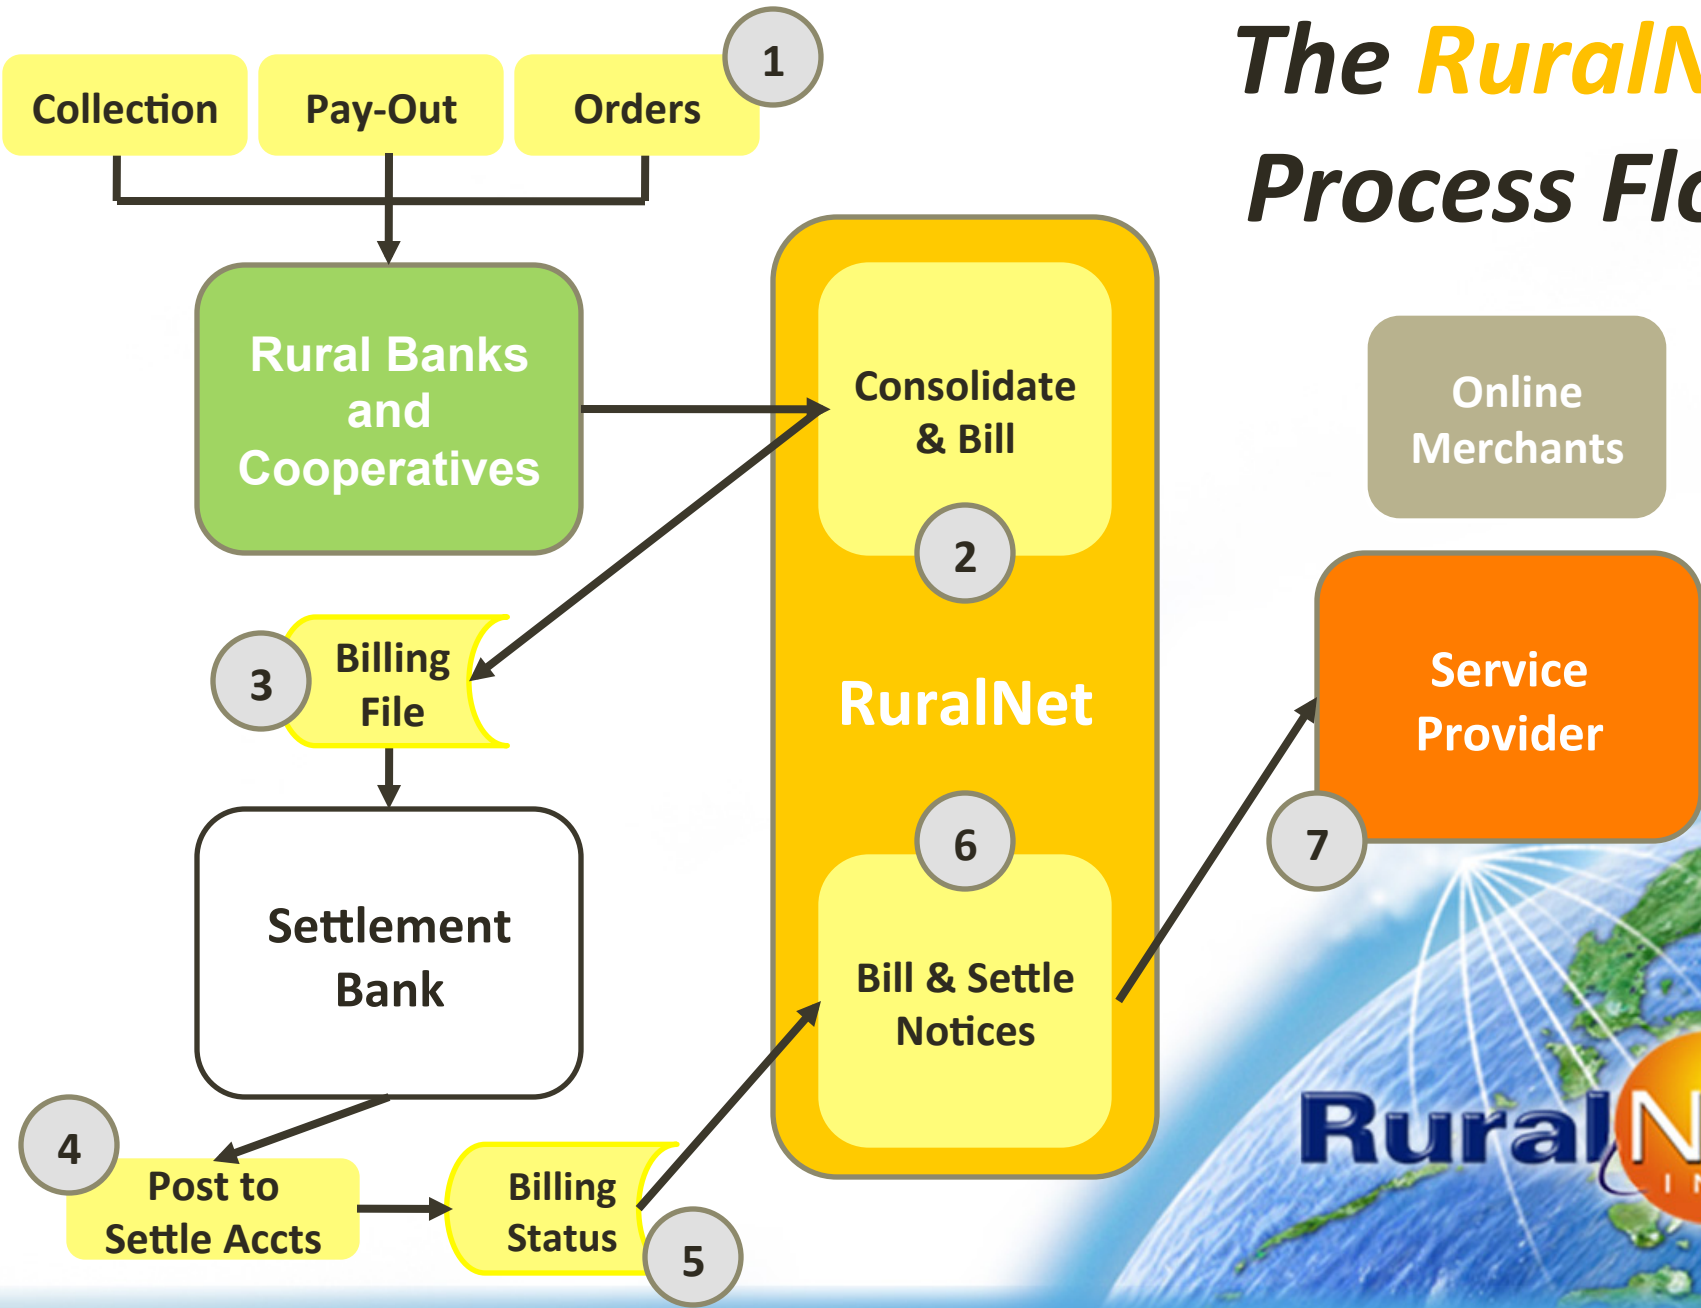 The RuralN
Process Flo
1
Collection
Pay-Out
Orders
Rural Banks
and
Cooperatives
Consolidate
& Bill
2
Online
Merchants
3
Billing
File
RuralNet
Service
Provider
7
6
Settlement
Bank
Bill & Settle
Notices
4
Post to
Settle Accts
Billing
Status
5
RuralN
I N